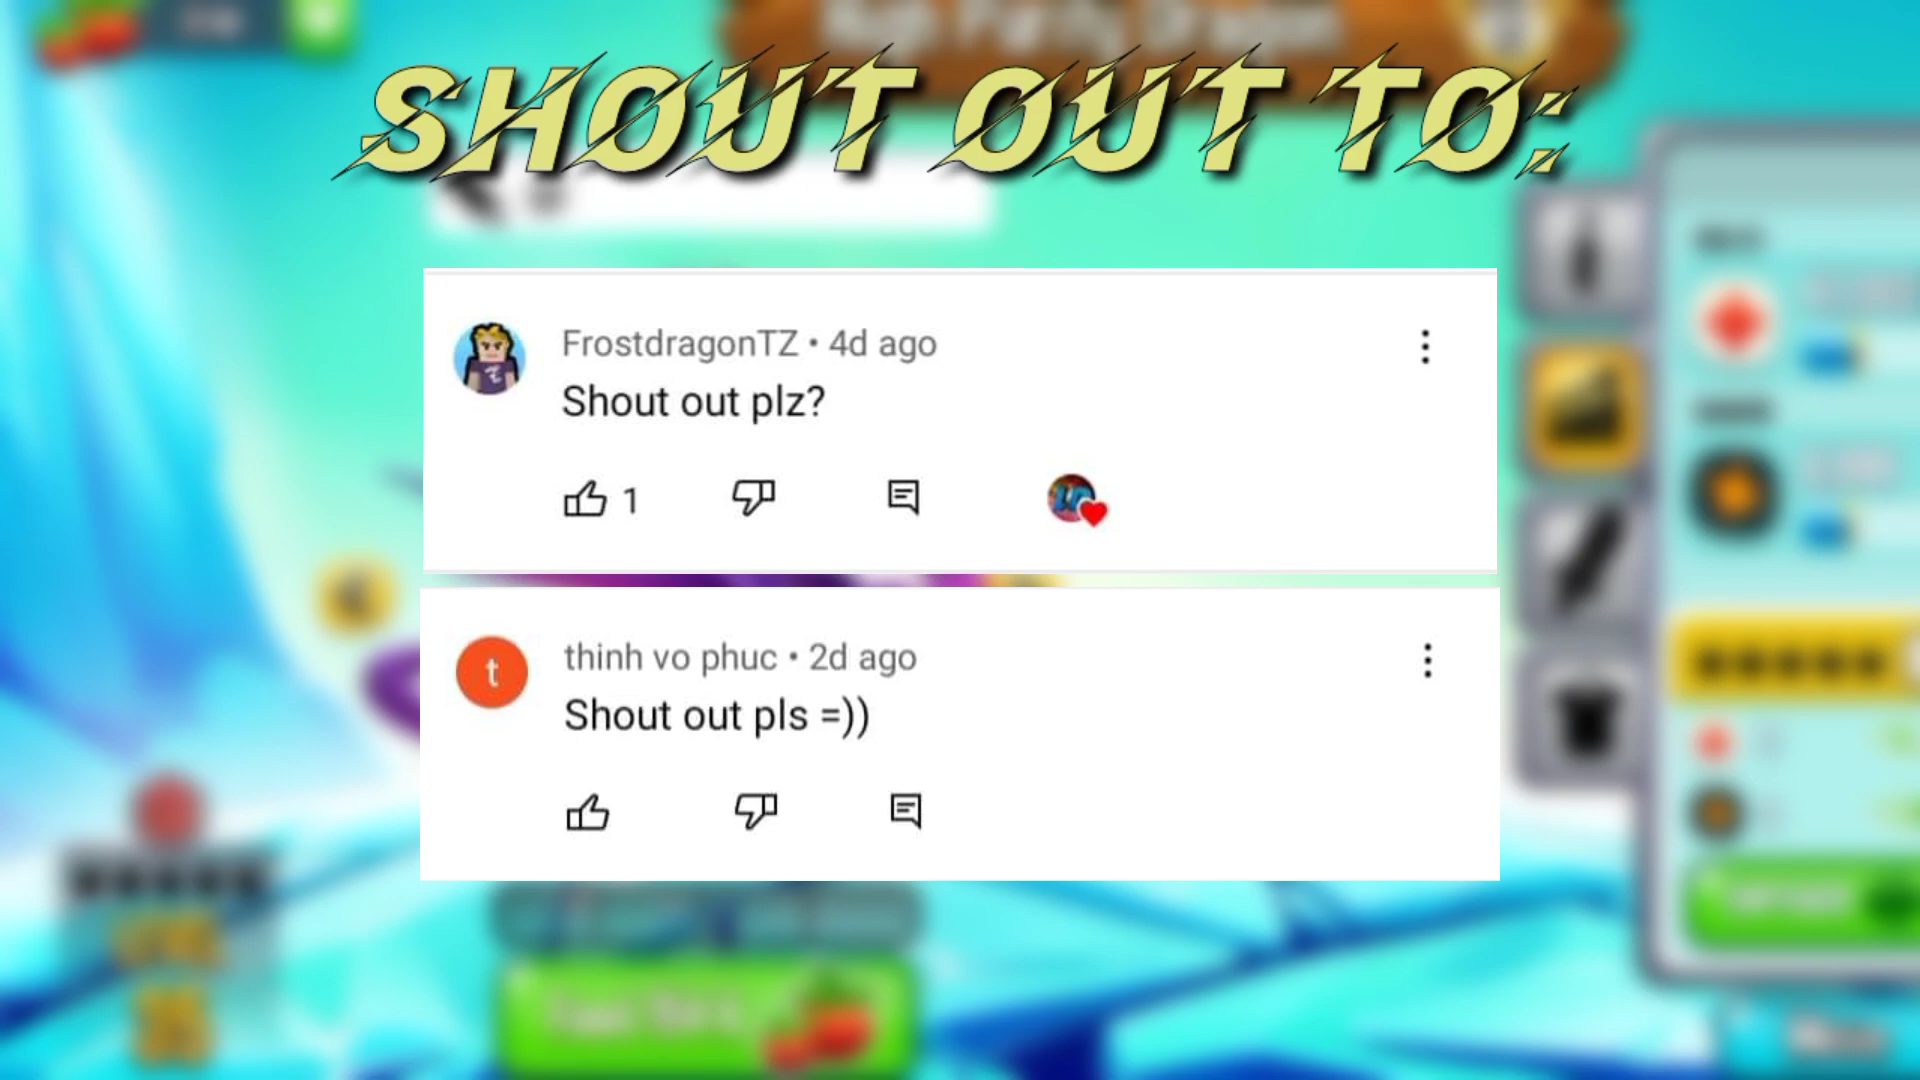 SHOUT OUT TO:
FrostdragonTZ • 4d ago
Shout out plz?
1
t
thinh vo phuc • 2d ago
Shout out pls =))